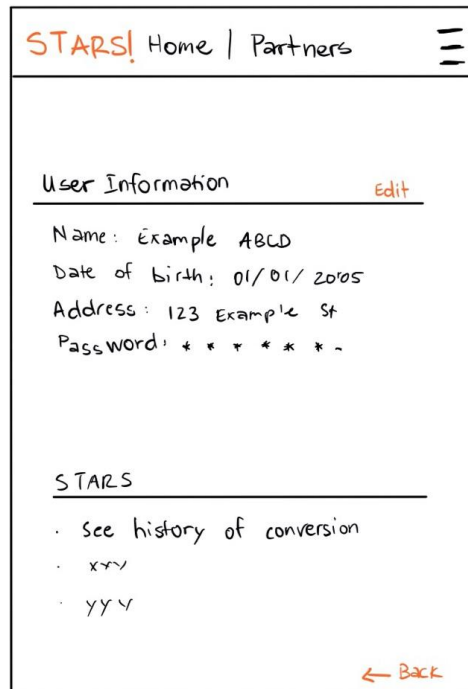 STARS! Home | Partners
User Information Edit
Name: Example ABCD
Date of birth: 01/01/2005
Address: 123 Example St
Password: * * * * * * -
STARS
· See history of conversion
· xyy
· yyy
← Back